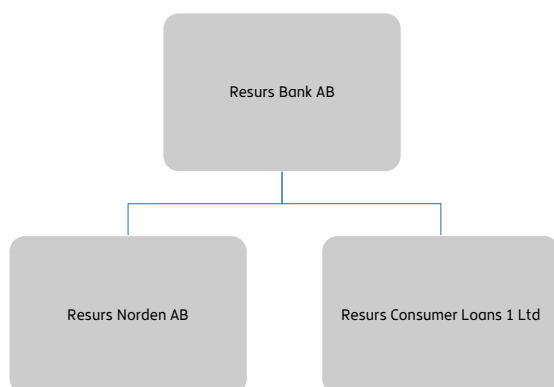 Resurs Bank AB
Resurs Norden AB
Resurs Consumer Loans 1 Ltd